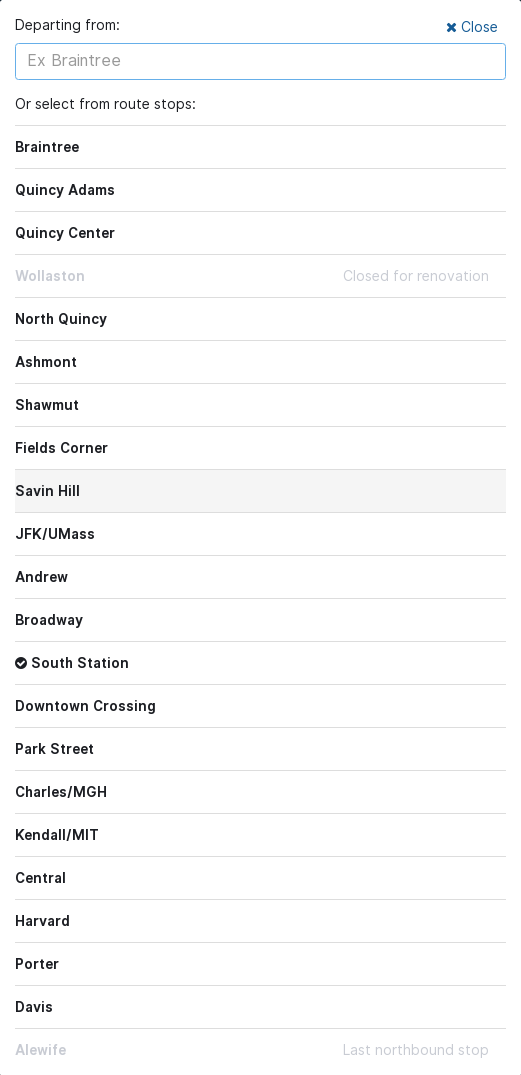 Departing from:
Close
Ex Braintree
Or select from route stops:
Braintree
Quincy Adams
Quincy Center
Wollaston Closed for renovation
North Quincy
Ashmont
Shawmut
Fields Corner
Savin Hill
JFK/UMass
Andrew
Broadway
South Station
Downtown Crossing
Park Street
Charles/MGH
Kendall/MIT
Central
Harvard
Porter
Davis
Alewife Last northbound stop